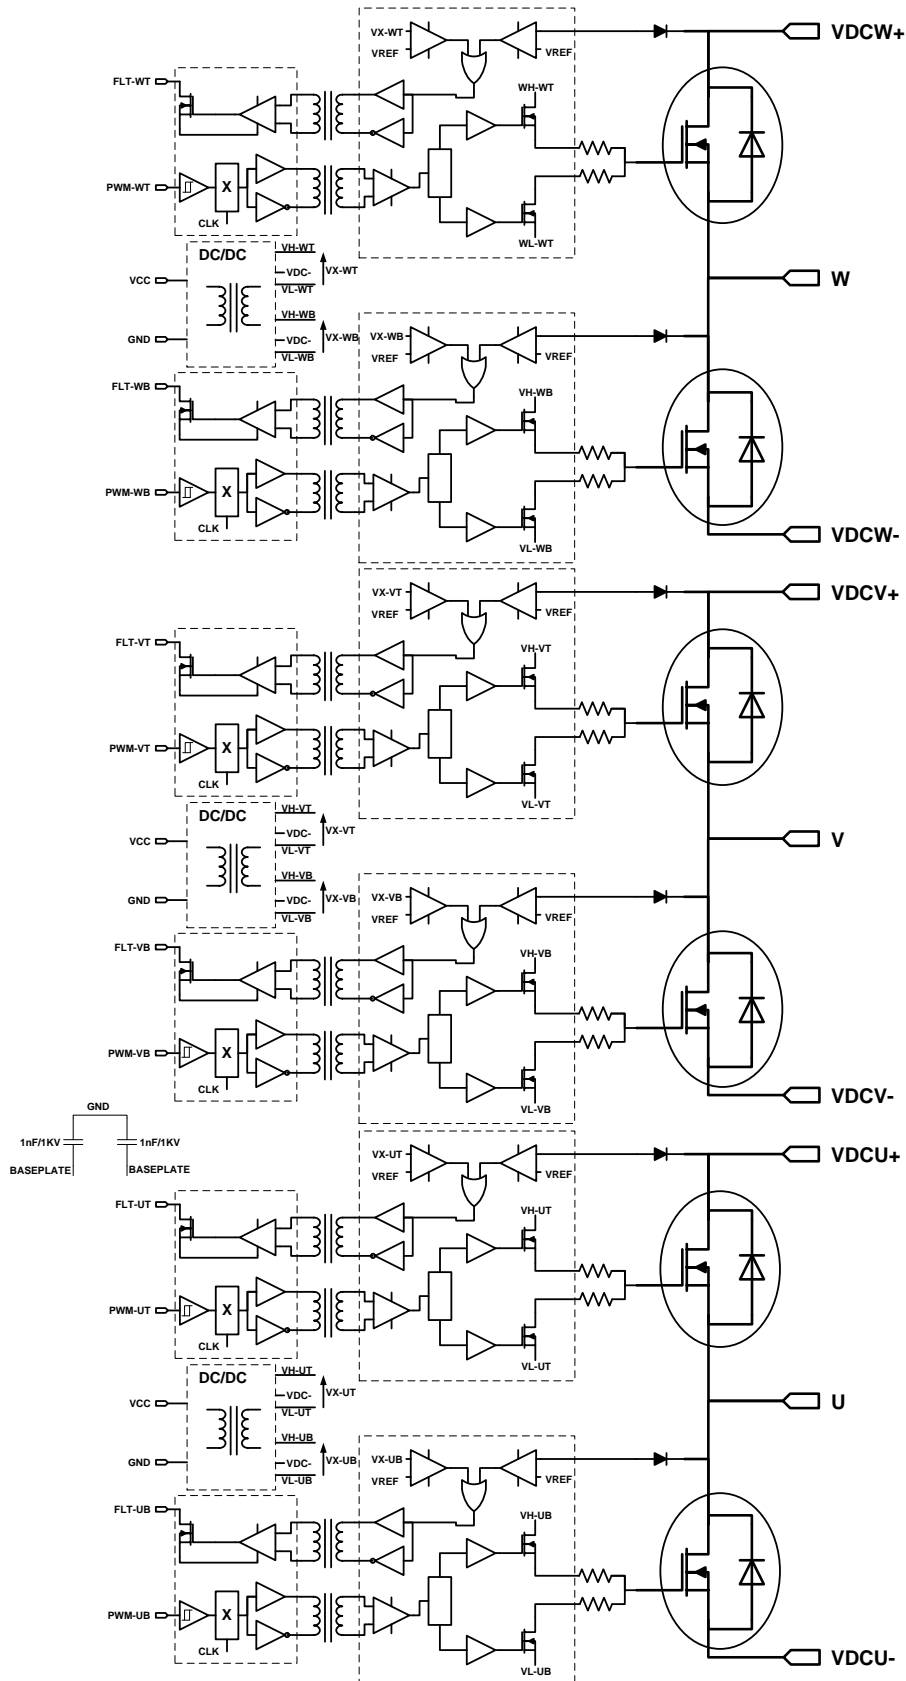 VX-WT
VREF
VREF
VDCW+
FLT-WT
WH-WT
PWM-WT
X
CLK
WL-WT
DC/DC
VH-WT
VCC
VDC-
VX-WT
VL-WT
W
VH-WB
GND
VDC-
VX-WB
VL-WB
VX-WB
VREF
VREF
FLT-WB
VH-WB
PWM-WB
X
CLK
VL-WB
VDCW-
VX-VT
VREF
VREF
VDCV+
FLT-VT
VH-VT
PWM-VT
X
CLK
VL-VT
DC/DC
VH-VT
VCC
VDC-
VX-VT
VL-VT
V
VH-VB
GND
VDC-
VX-VB
VL-VB
VX-VB
VREF
VREF
FLT-VB
VH-VB
PWM-VB
X
CLK
VL-VB
VDCV-
GND
1nF/1KV
1nF/1KV
BASEPLATE
BASEPLATE
VX-UT
VREF
VREF
VDCU+
FLT-UT
VH-UT
PWM-UT
X
CLK
VL-UT
DC/DC
VH-UT
VCC
VDC-
VX-UT
VL-UT
U
VH-UB
GND
VDC-
VX-UB
VL-UB
VX-UB
VREF
VREF
FLT-UB
VH-UB
PWM-UB
X
CLK
VL-UB
VDCU-